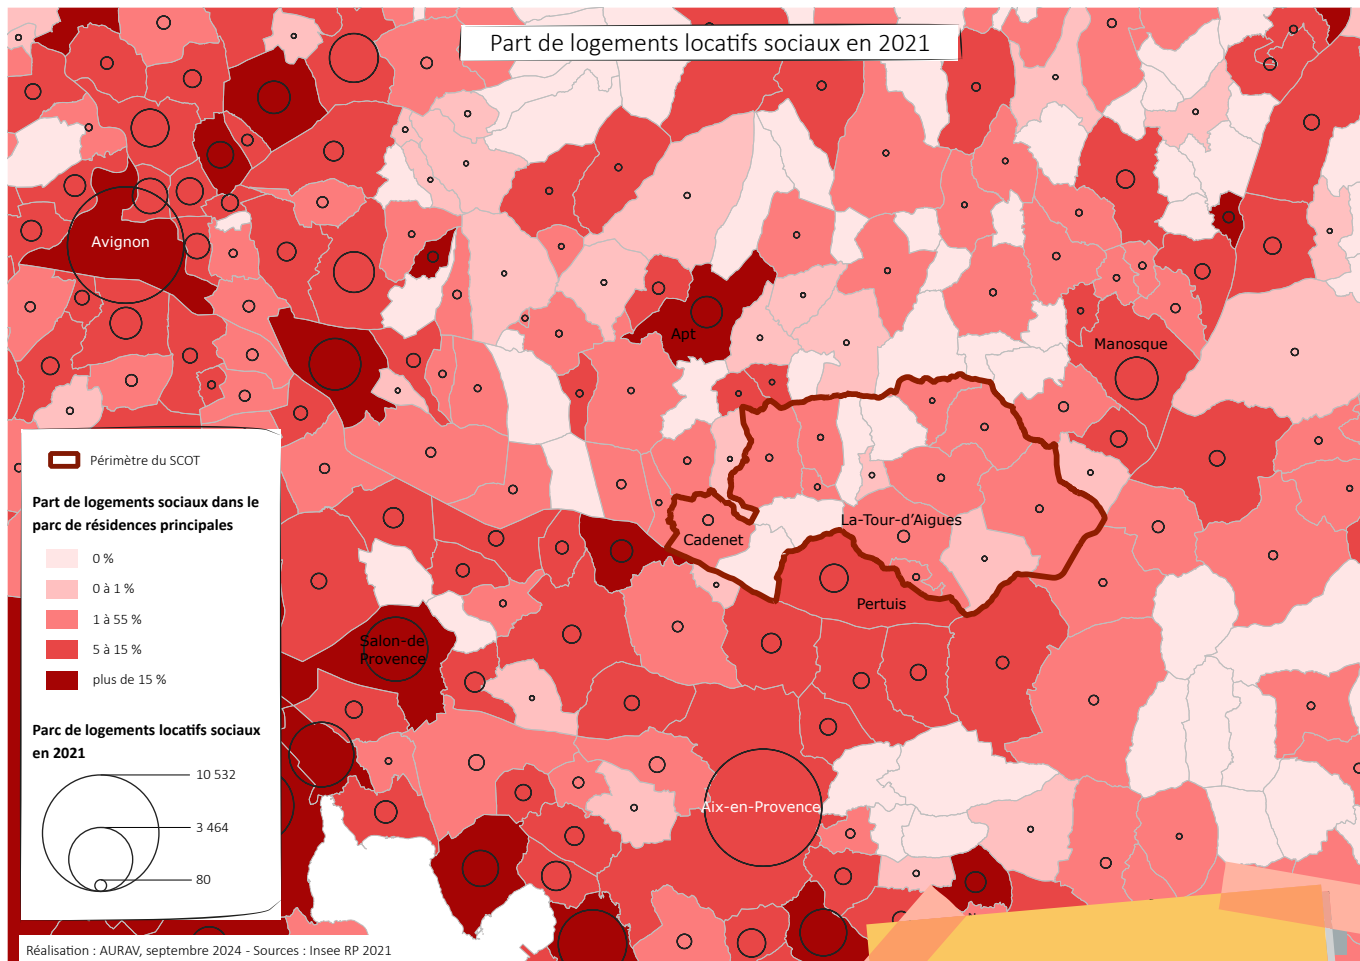 Part de logements locatifs sociaux en 2021
Avignon
Apt
Manosque
La-Tour-d'Aigues
Cadenet
Pertuis
Salon-de
Provence
Aix-en-Provence
Périmètre du SCOT
Part de logements sociaux dans le
parc de résidences principales
0 %
0 à 1 %
1 à 55 %
5 à 15 %
plus de 15 %
Parc de logements locatifs sociaux
en 2021
10 532
3 464
80
Réalisation : AURAV, septembre 2024 - Sources : Insee RP 2021